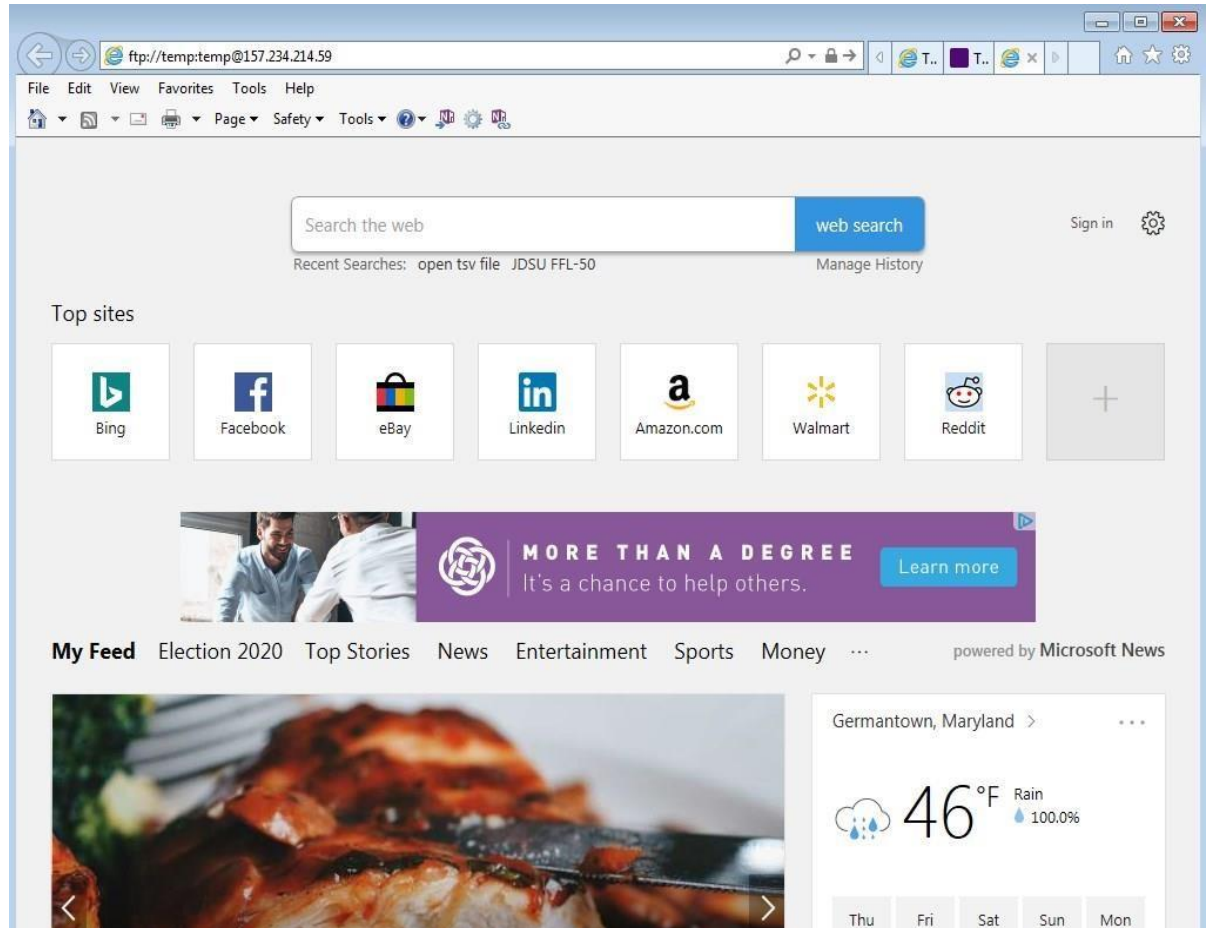 ftp://temp:temp@157.234.214.59
T.. T..
File Edit View Favorites Tools Help
Page Safety Tools
Search the web web search Sign in
Recent Searches: open tsv file JDSU FFL-50 Manage History
Top sites
Bing Facebook eBay Linkedin Amazon.com Walmart Reddit
MORE THAN A DEGREE
It's a chance to help others.
Learn more
My Feed Election 2020 Top Stories News Entertainment Sports Money ... powered by Microsoft News
Germantown, Maryland > ...
46 °F Rain
100.0%
Thu Fri Sat Sun Mon